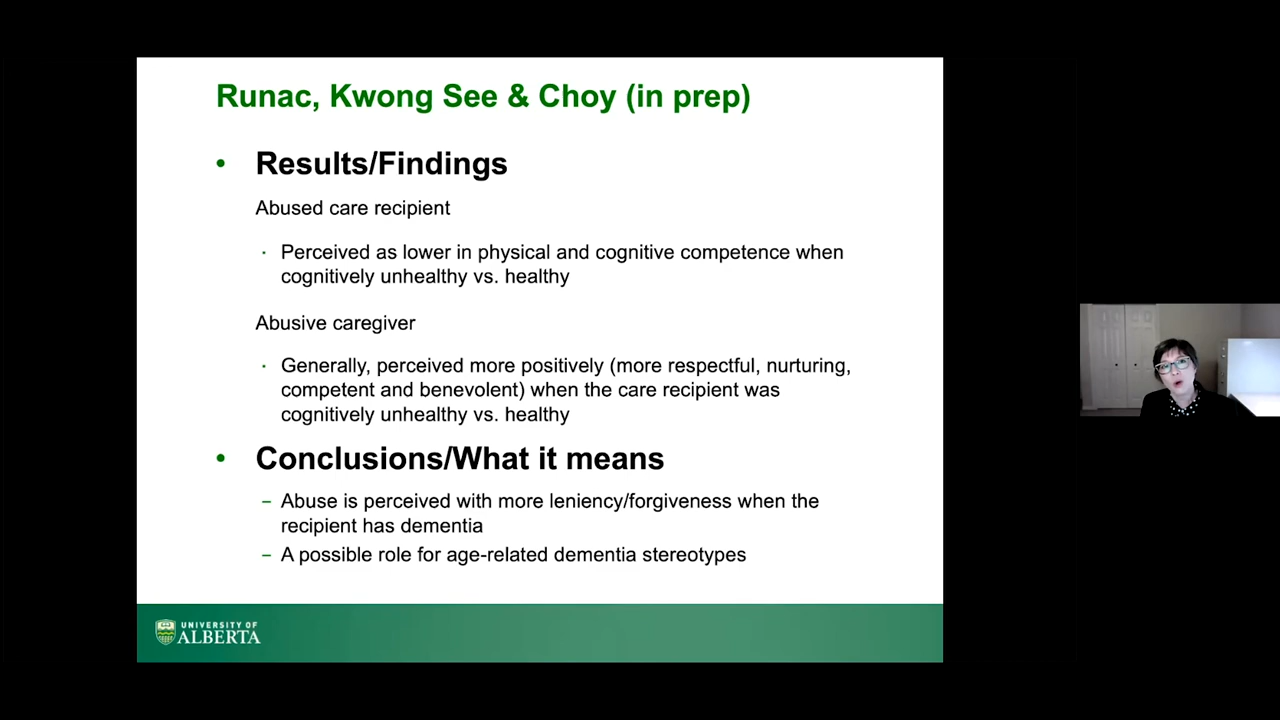 Runac, Kwong See & Choy (in prep)
• Results/Findings
Abused care recipient
· Perceived as lower in physical and cognitive competence when
cognitively unhealthy vs. healthy
Abusive caregiver
· Generally, perceived more positively (more respectful, nurturing,
competent and benevolent) when the care recipient was
cognitively unhealthy vs. healthy
• Conclusions/What it means
– Abuse is perceived with more leniency/forgiveness when the
recipient has dementia
– A possible role for age-related dementia stereotypes
UNIVERSITY OF
ALBERTA